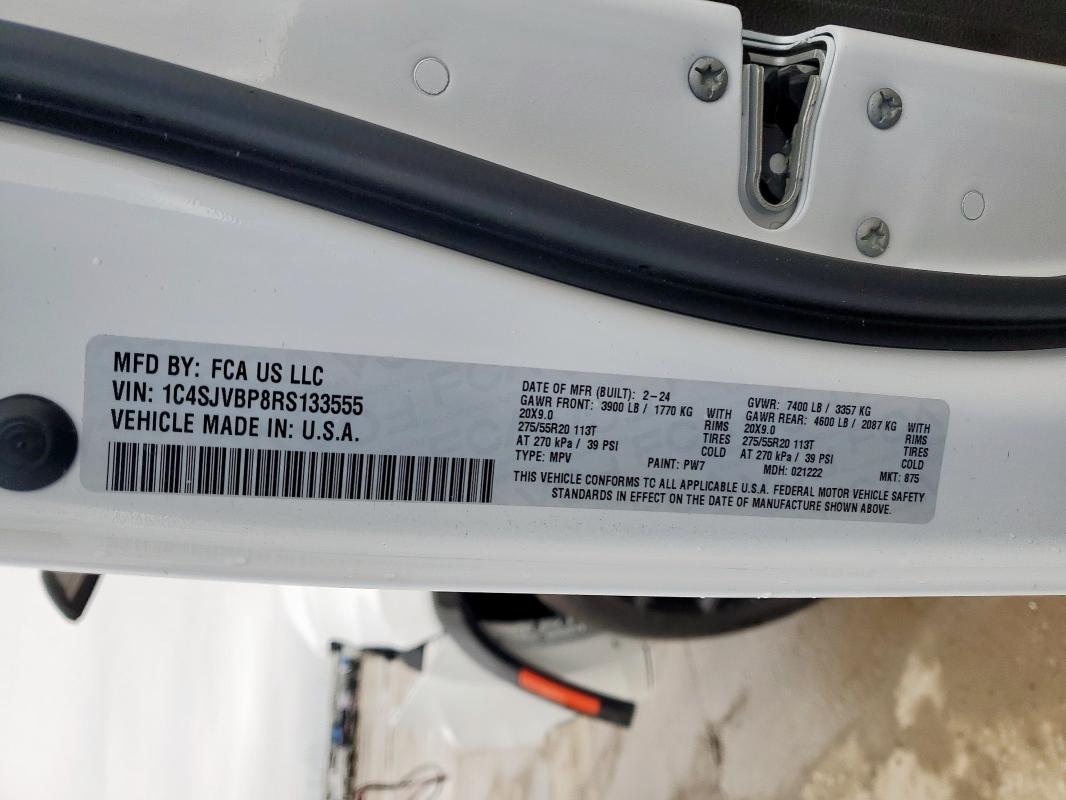 MFD BY: FCA US LLC
VIN: 1C4SJVBP8RS133555
VEHICLE MADE IN: U.S.A.
DATE OF MFR (BUILT): 2-24
GAWR FRONT: 3900 LB / 1770 KG WITH
20X9.0 RIMS
275/55R20 113T TIRES
AT 270 kPa / 39 PSI COLD
TYPE: MPV PAINT: PW7
GVWR: 7400 LB / 3357 KG
GAWR REAR: 4600 LB / 2087 KG WITH
20X9.0 RIMS
275/55R20 113T TIRES
AT 270 kPa / 39 PSI COLD
MDH: 021222 MKT: 875
THIS VEHICLE CONFORMS TO ALL APPLICABLE U.S.A. FEDERAL MOTOR VEHICLE SAFETY
STANDARDS IN EFFECT ON THE DATE OF MANUFACTURE SHOWN ABOVE.